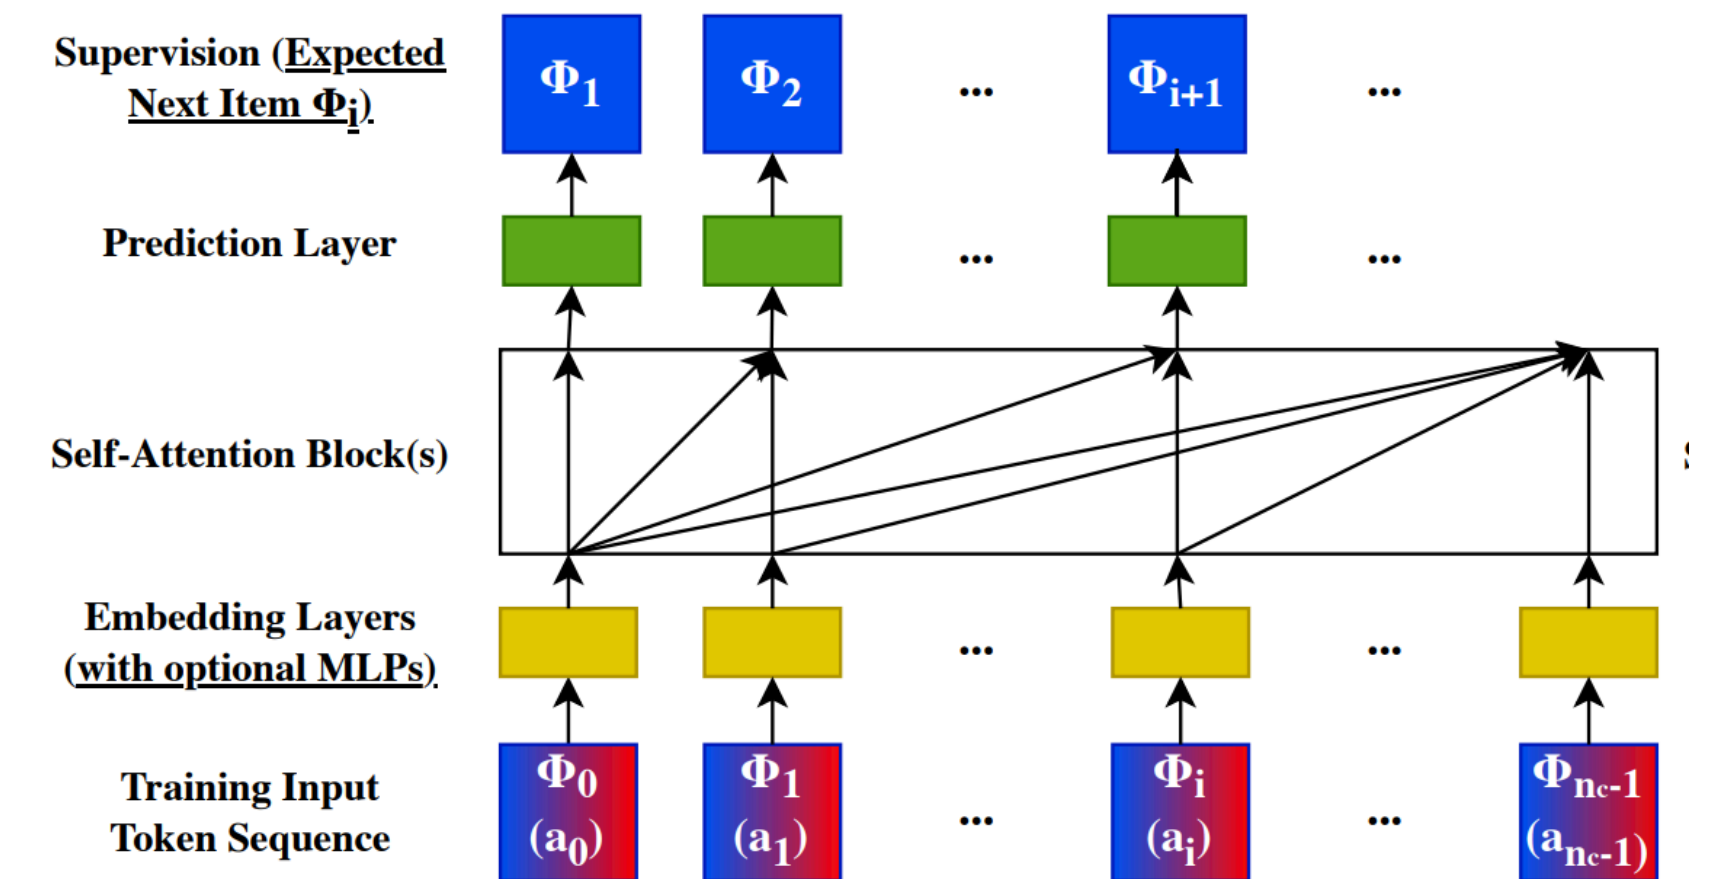 Supervision (Expected
Next Item Φi)
Φ1
Φ2
...
Φi+1
...
Prediction Layer
...
...
Self-Attention Block(s)
Embedding Layers
(with optional MLPs)
...
...
Training Input
Token Sequence
Φ0
(a0)
Φ1
(a1)
...
Φi
(ai)
...
Φnc-1
(anc-1)